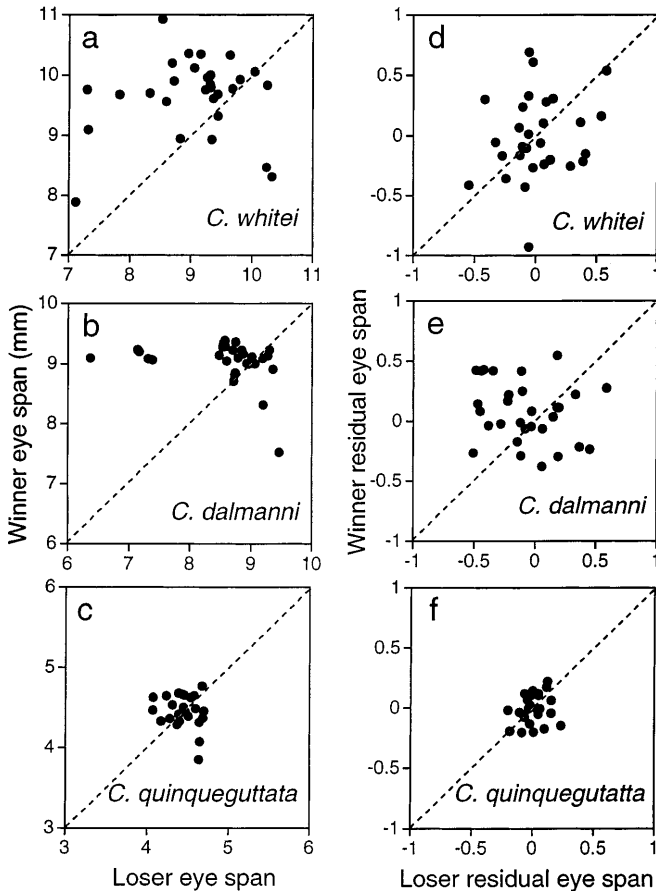 a
11
10
9
8
7
7 8 9 10 11
C. whitei
d
1
0.5
0
-0.5
-1
-1 -0.5 0 0.5 1
C. whitei
Winner eye span (mm)
b
10
9
8
7
6
6 7 8 9 10
C. dalmanni
Winner residual eye span
e
1
0.5
0
-0.5
-1
-1 -0.5 0 0.5 1
C. dalmanni
c
6
5
4
3
3 4 5 6
C. quinqueguttata
Loser eye span
f
1
0.5
0
-0.5
-1
-1 -0.5 0 0.5 1
C. quinquegutatta
Loser residual eye span